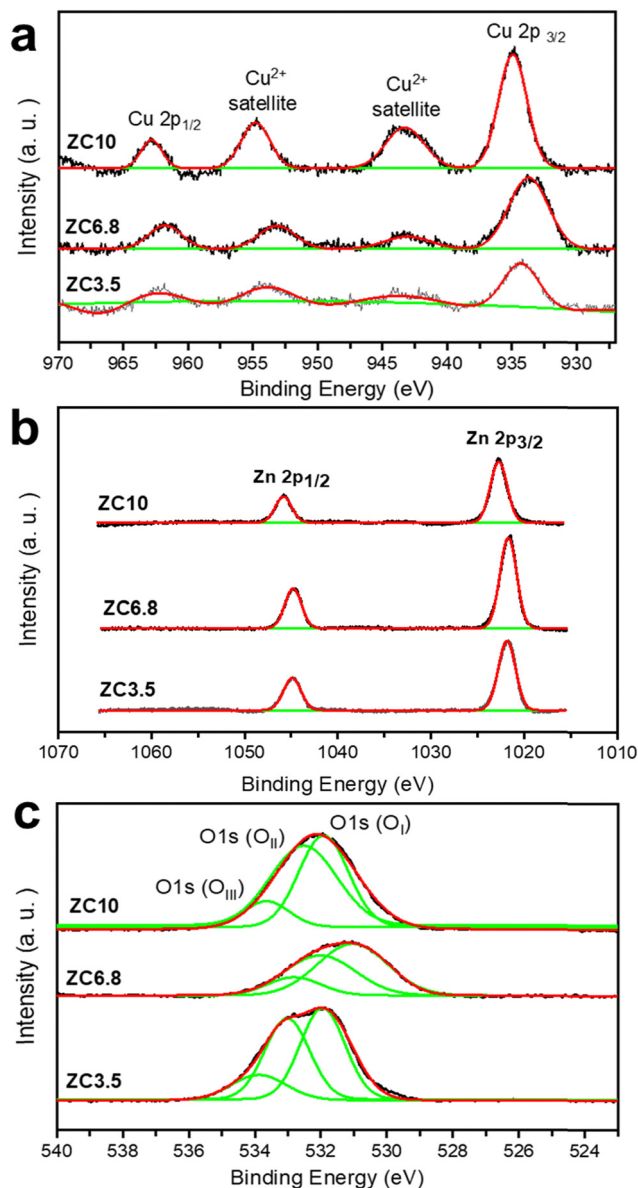 a
Cu 2p 3/2
Cu2+
satellite
Cu2+
satellite
Cu 2p1/2
ZC10
ZC6.8
ZC3.5
Intensity (a. u. )
970 965 960 955 950 945 940 935 930
Binding Energy (eV)
b
Zn 2p3/2
Zn 2p1/2
ZC10
ZC6.8
ZC3.5
Intensity (a. u. )
1070 1060 1050 1040 1030 1020 1010
Binding Energy (eV)
c
O1s (OI)
O1s (OII)
O1s (OIII)
ZC10
ZC6.8
ZC3.5
Intensity (a. u. )
540 538 536 534 532 530 528 526 524
Binding Energy (eV)